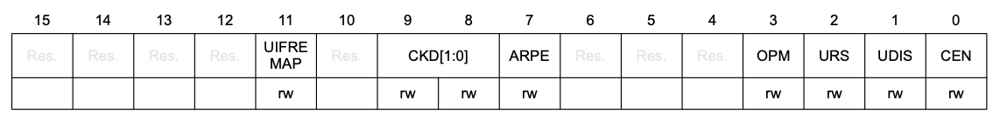 15 14 13 12 11 10 9 8 7 6 5 4 3 2 1 0
Res. Res. Res. Res. UIFRE MAP Res. CKD[1:0] ARPE Res. Res. Res. OPM URS UDIS CEN
rw rw rw rw rw rw rw rw